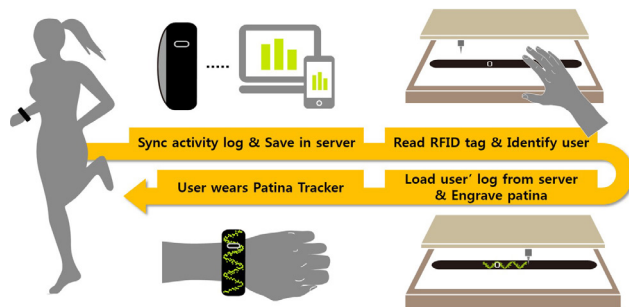 Sync activity log & Save in server
Read RFID tag & Identify user
Load user' log from server
& Engrave patina
User wears Patina Tracker